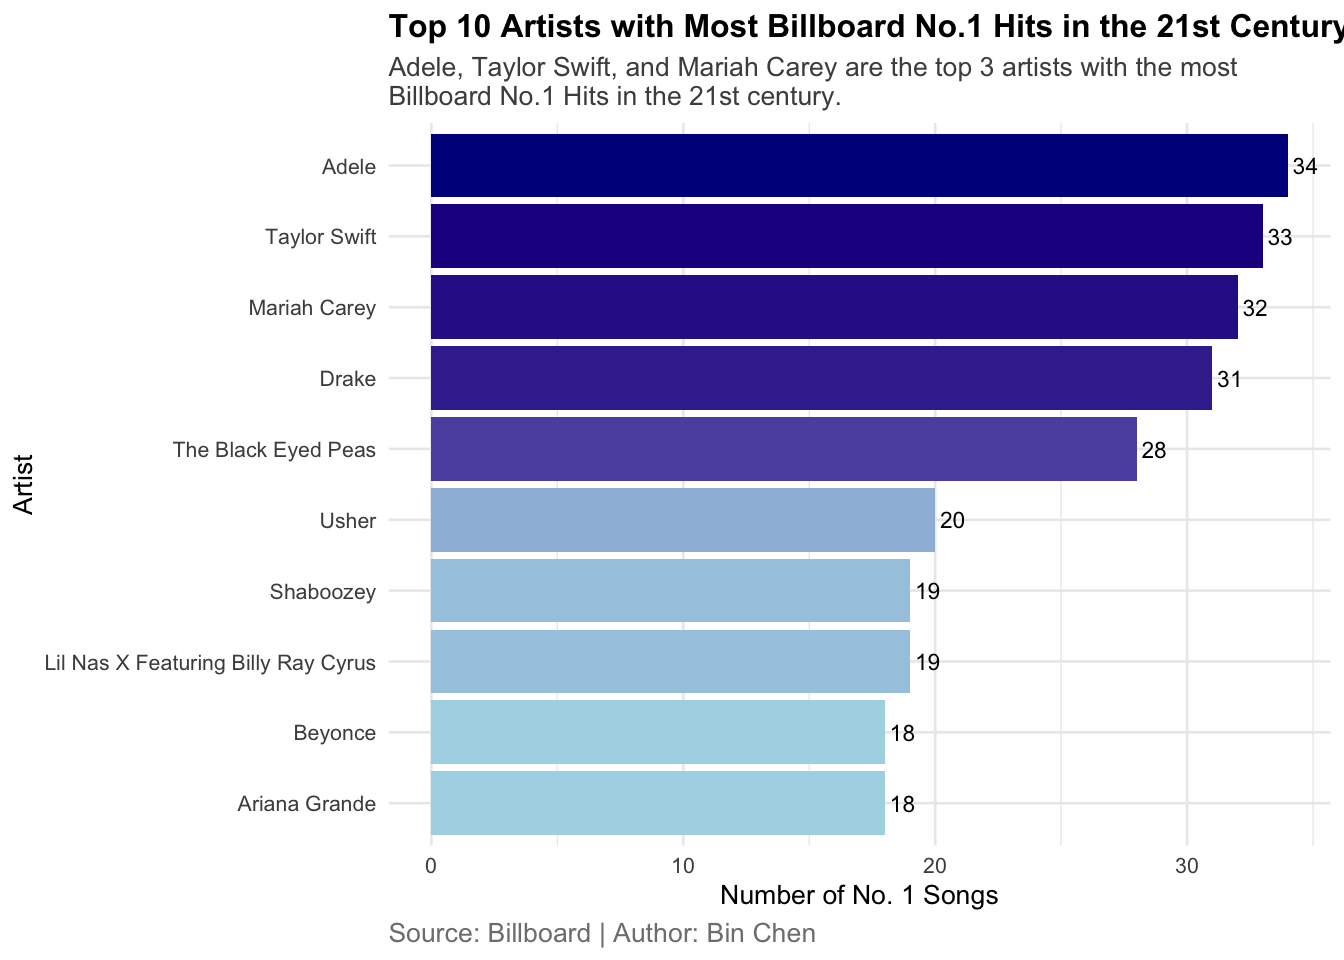 Top 10 Artists with Most Billboard No.1 Hits in the 21st Century
Adele, Taylor Swift, and Mariah Carey are the top 3 artists with the most
Billboard No.1 Hits in the 21st century.
Artist
Adele 34
Taylor Swift 33
Mariah Carey 32
Drake 31
The Black Eyed Peas 28
Usher 20
Shaboozey 19
Lil Nas X Featuring Billy Ray Cyrus 19
Beyonce 18
Ariana Grande 18
0 10 20 30
Number of No. 1 Songs
Source: Billboard | Author: Bin Chen